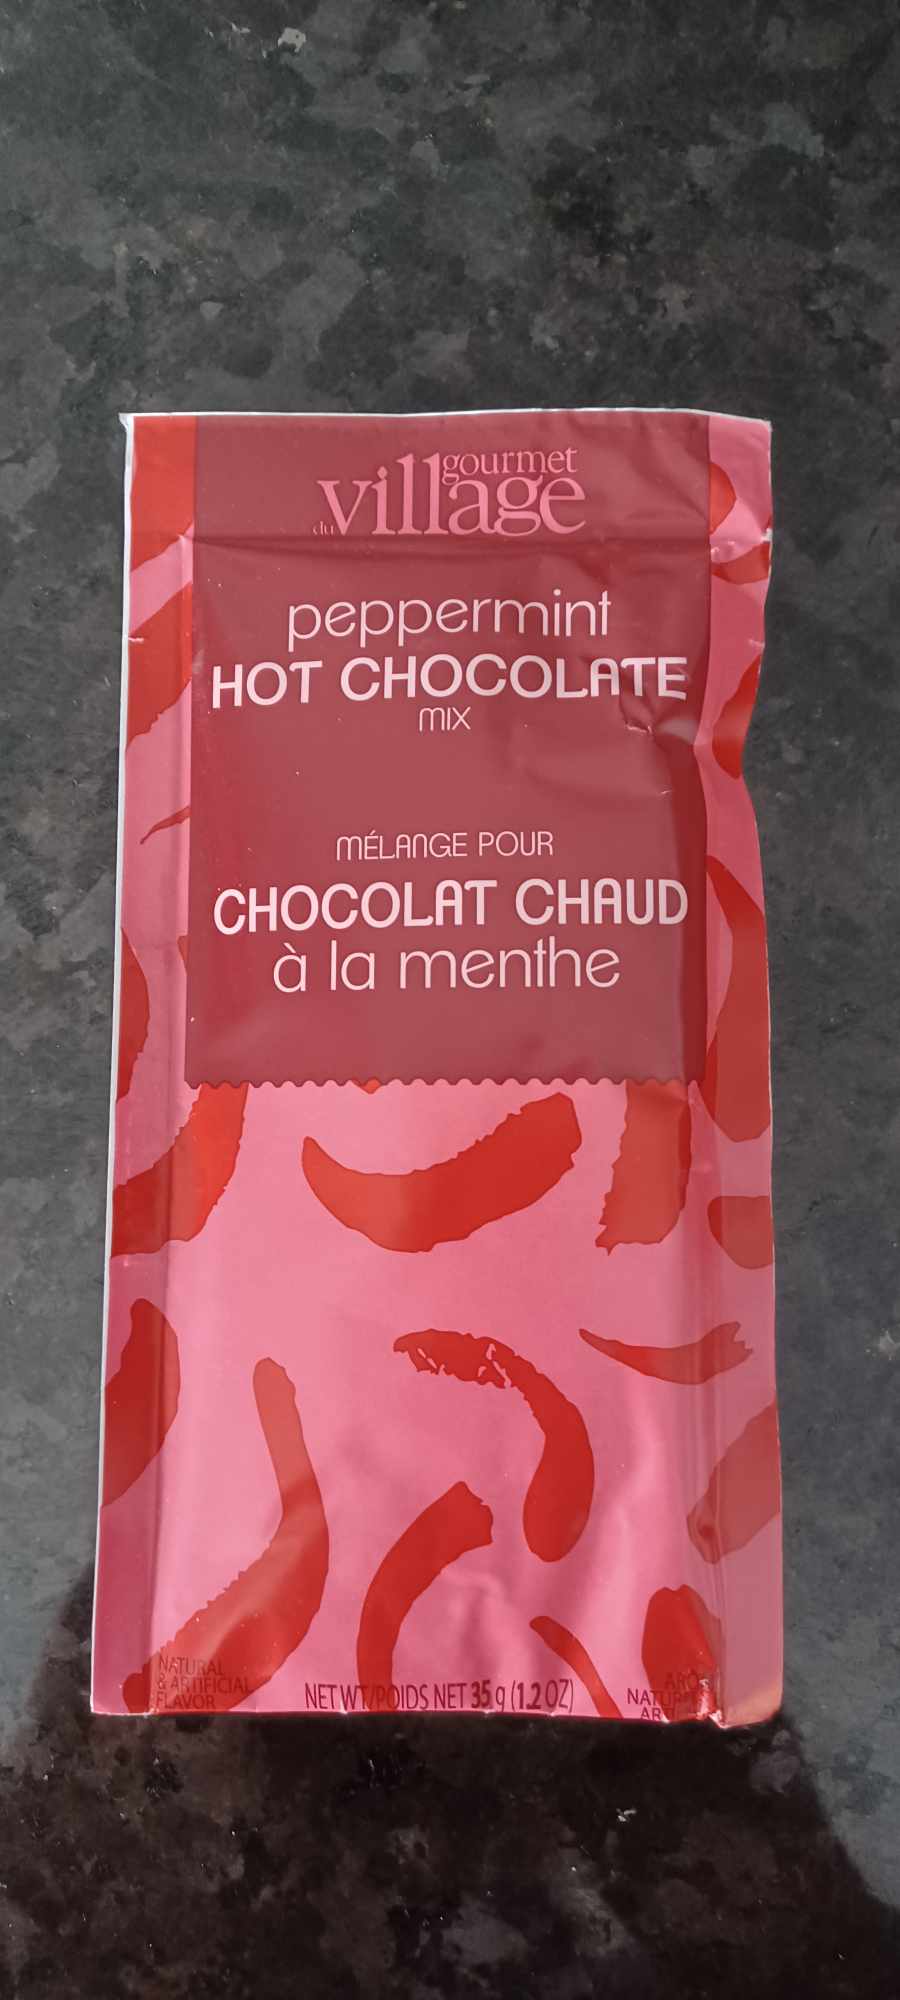 gourmet
du village
peppermint
HOT CHOCOLATE
MIX
MÉLANGE POUR
CHOCOLAT CHAUD
à la menthe
NATURAL
& ARTIFICIAL
FLAVOR
NET WT/POIDS NET 35 g (1.2 OZ)